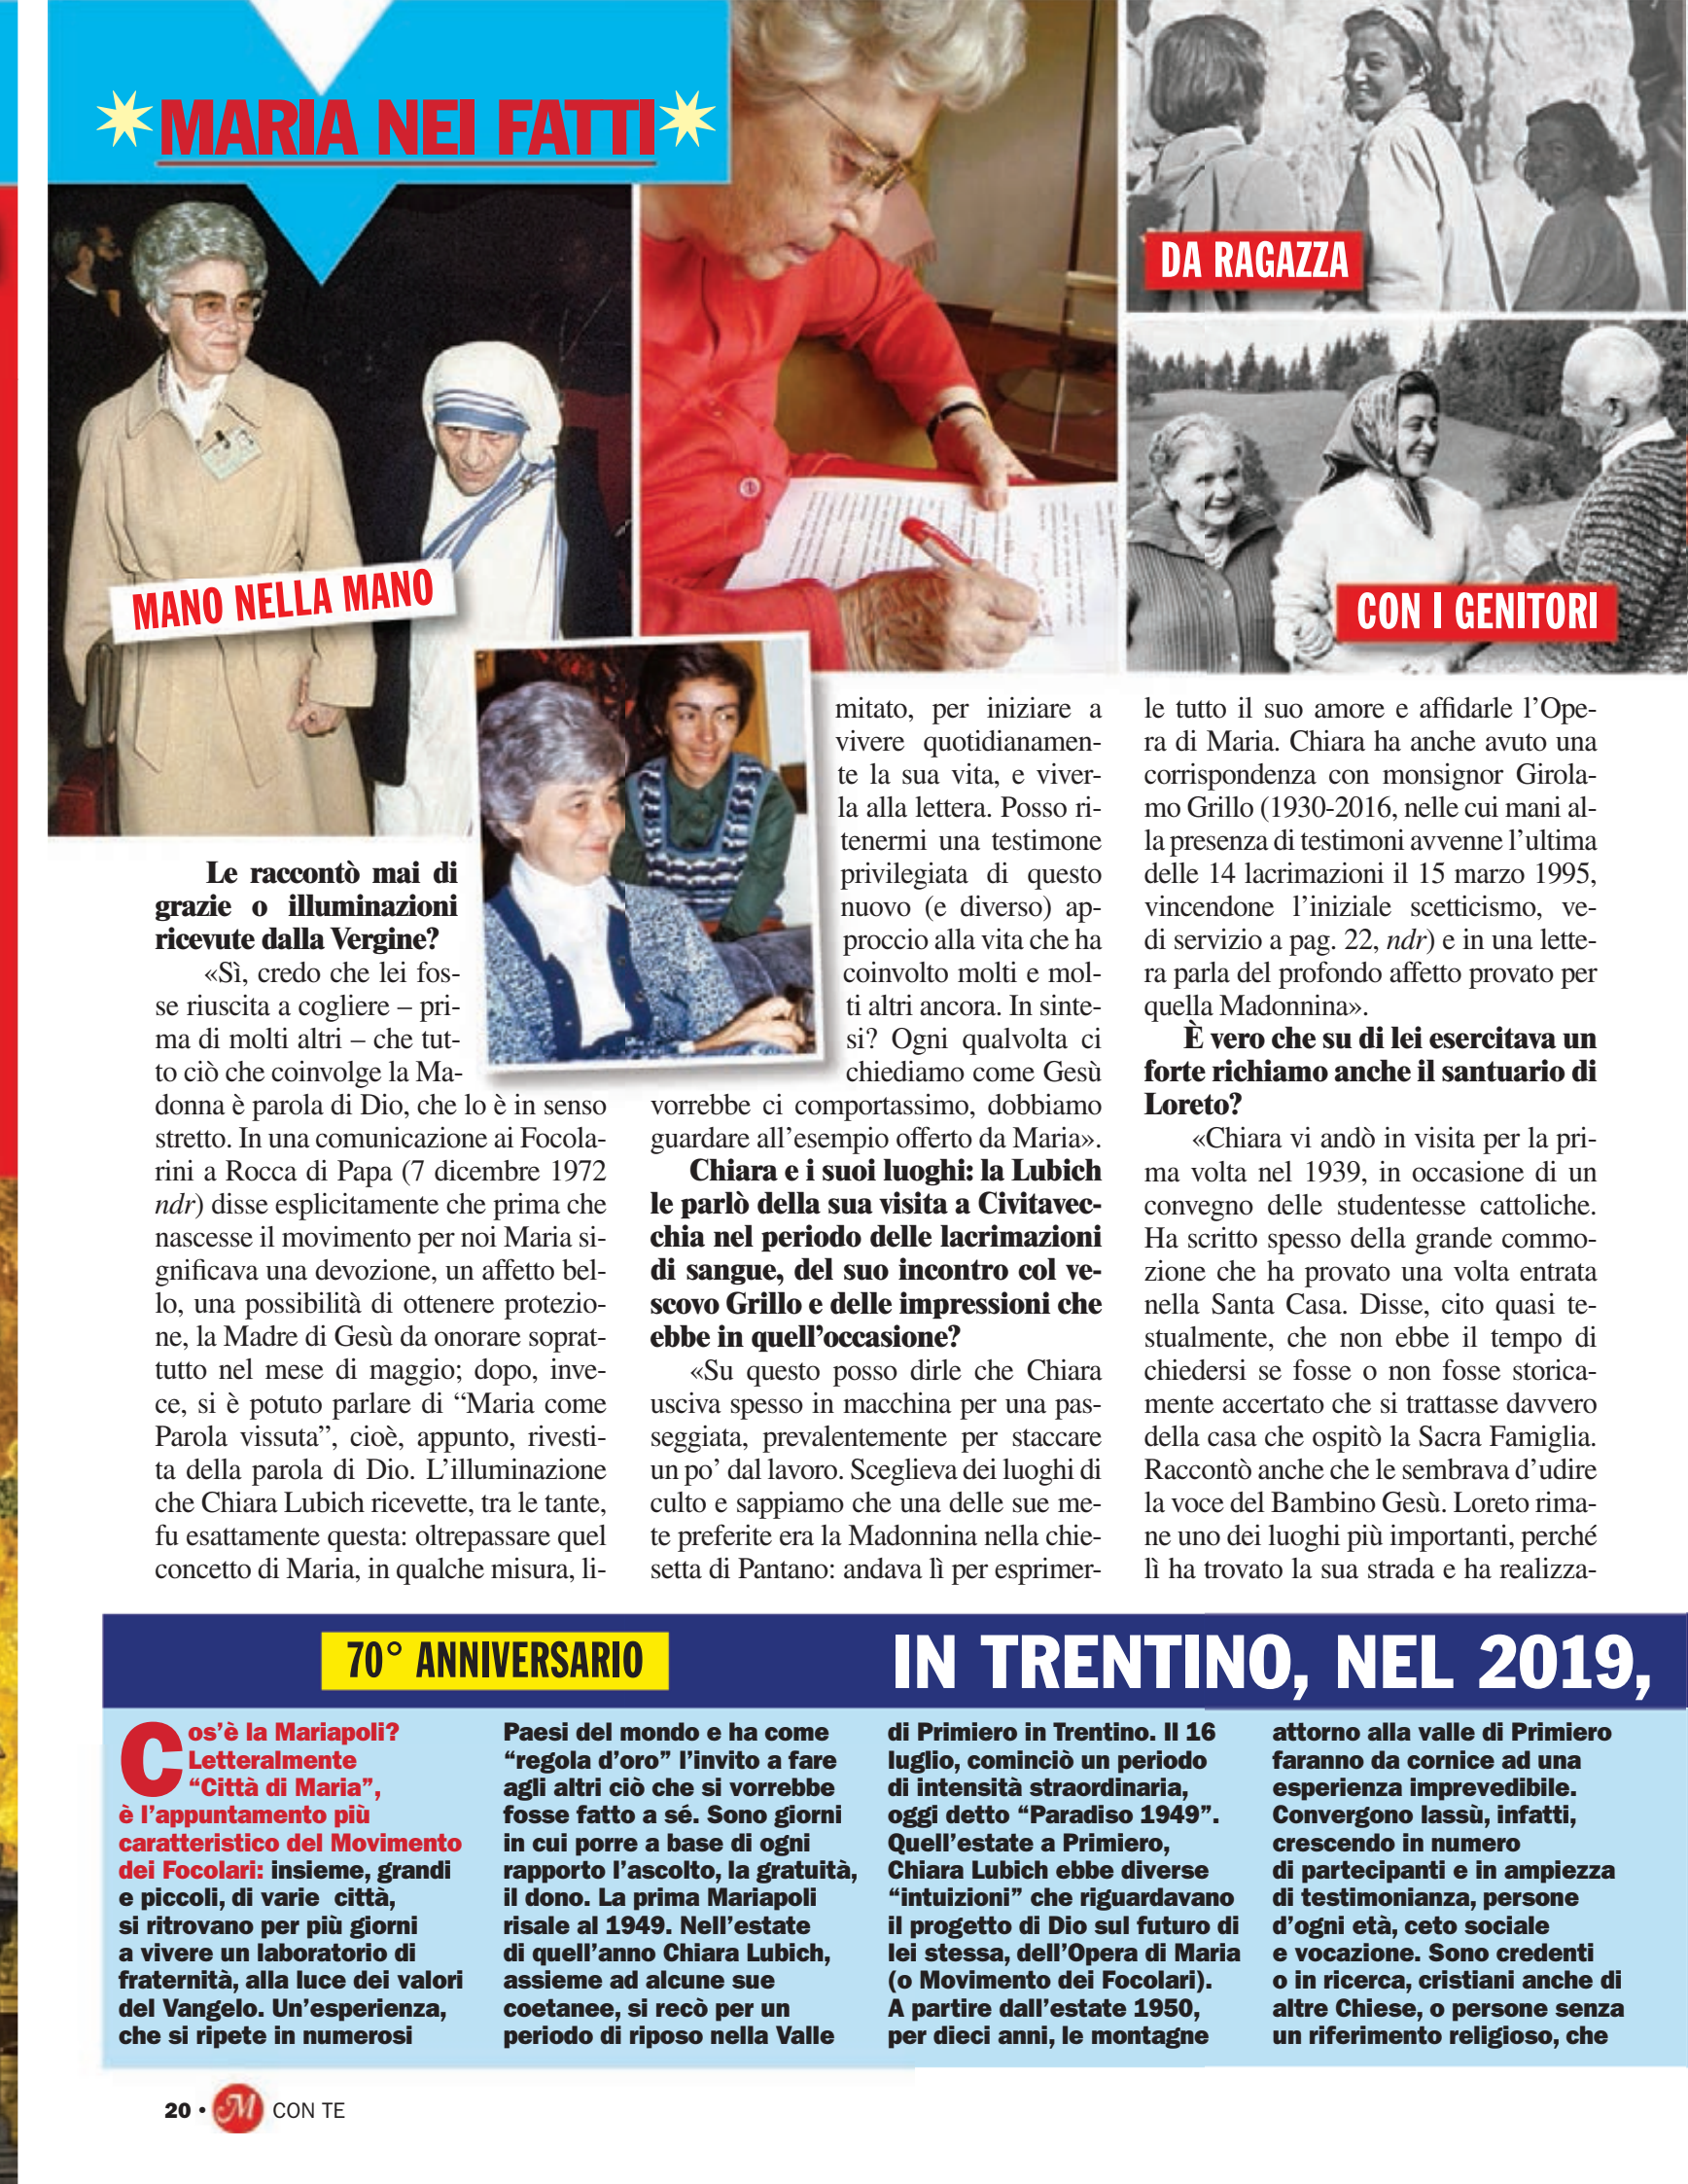 MARIA NEI FATTI
MANO NELLA MANO
DA RAGAZZA
CON I GENITORI
Le raccontò mai di
grazie o illuminazioni
ricevute dalla Vergine?
«Sì, credo che lei fos-
se riuscita a cogliere – pri-
ma di molti altri – che tut-
to ciò che coinvolge la Ma-
donna è parola di Dio, che lo è in senso
stretto. In una comunicazione ai Focola-
rini a Rocca di Papa (7 dicembre 1972
ndr) disse esplicitamente che prima che
nascesse il movimento per noi Maria si-
gnificava una devozione, un affetto bel-
lo, una possibilità di ottenere protezio-
ne, la Madre di Gesù da onorare soprat-
tutto nel mese di maggio; dopo, inve-
ce, si è potuto parlare di “Maria come
Parola vissuta”, cioè, appunto, rivesti-
ta della parola di Dio. L’illuminazione
che Chiara Lubich ricevette, tra le tante,
fu esattamente questa: oltrepassare quel
concetto di Maria, in qualche misura, li-
mitato, per iniziare a
vivere quotidianamen-
te la sua vita, e viver-
la alla lettera. Posso ri-
tenermi una testimone
privilegiata di questo
nuovo (e diverso) ap-
proccio alla vita che ha
coinvolto molti e mol-
ti altri ancora. In sinte-
si? Ogni qualvolta ci
chiediamo come Gesù
vorrebbe ci comportassimo, dobbiamo
guardare all’esempio offerto da Maria».
Chiara e i suoi luoghi: la Lubich
le parlò della sua visita a Civitavec-
chia nel periodo delle lacrimazioni
di sangue, del suo incontro col ve-
scovo Grillo e delle impressioni che
ebbe in quell’occasione?
«Su questo posso dirle che Chiara
usciva spesso in macchina per una pas-
seggiata, prevalentemente per staccare
un po’ dal lavoro. Sceglieva dei luoghi di
culto e sappiamo che una delle sue me-
te preferite era la Madonnina nella chie-
setta di Pantano: andava lì per esprimer-
le tutto il suo amore e affidarle l’Ope-
ra di Maria. Chiara ha anche avuto una
corrispondenza con monsignor Girola-
mo Grillo (1930-2016, nelle cui mani al-
la presenza di testimoni avvenne l’ultima
delle 14 lacrimazioni il 15 marzo 1995,
vincendone l’iniziale scetticismo, ve-
di servizio a pag. 22, ndr) e in una lette-
ra parla del profondo affetto provato per
quella Madonnina».
È vero che su di lei esercitava un
forte richiamo anche il santuario di
Loreto?
«Chiara vi andò in visita per la pri-
ma volta nel 1939, in occasione di un
convegno delle studentesse cattoliche.
Ha scritto spesso della grande commo-
zione che ha provato una volta entrata
nella Santa Casa. Disse, cito quasi te-
stualmente, che non ebbe il tempo di
chiedersi se fosse o non fosse storica-
mente accertato che si trattasse davvero
della casa che ospitò la Sacra Famiglia.
Raccontò anche che le sembrava d’udire
la voce del Bambino Gesù. Loreto rima-
ne uno dei luoghi più importanti, perché
lì ha trovato la sua strada e ha realizza-
70° ANNIVERSARIO
IN TRENTINO, NEL 2019,
Cos’è la Mariapoli?
Letteralmente
“Città di Maria”,
è l’appuntamento più
caratteristico del Movimento
dei Focolari: insieme, grandi
e piccoli, di varie città,
si ritrovano per più giorni
a vivere un laboratorio di
fraternità, alla luce dei valori
del Vangelo. Un’esperienza,
che si ripete in numerosi
Paesi del mondo e ha come
“regola d’oro” l’invito a fare
agli altri ciò che si vorrebbe
fosse fatto a sé. Sono giorni
in cui porre a base di ogni
rapporto l’ascolto, la gratuità,
il dono. La prima Mariapoli
risale al 1949. Nell’estate
di quell’anno Chiara Lubich,
assieme ad alcune sue
coetanee, si recò per un
periodo di riposo nella Valle
di Primiero in Trentino. Il 16
luglio, cominciò un periodo
di intensità straordinaria,
oggi detto “Paradiso 1949”.
Quell’estate a Primiero,
Chiara Lubich ebbe diverse
“intuizioni” che riguardavano
il progetto di Dio sul futuro di
lei stessa, dell’Opera di Maria
(o Movimento dei Focolari).
A partire dall’estate 1950,
per dieci anni, le montagne
attorno alla valle di Primiero
faranno da cornice ad una
esperienza imprevedibile.
Convergono lassù, infatti,
crescendo in numero
di partecipanti e in ampiezza
di testimonianza, persone
d’ogni età, ceto sociale
e vocazione. Sono credenti
o in ricerca, cristiani anche di
altre Chiese, o persone senza
un riferimento religioso, che
20 • M CON TE